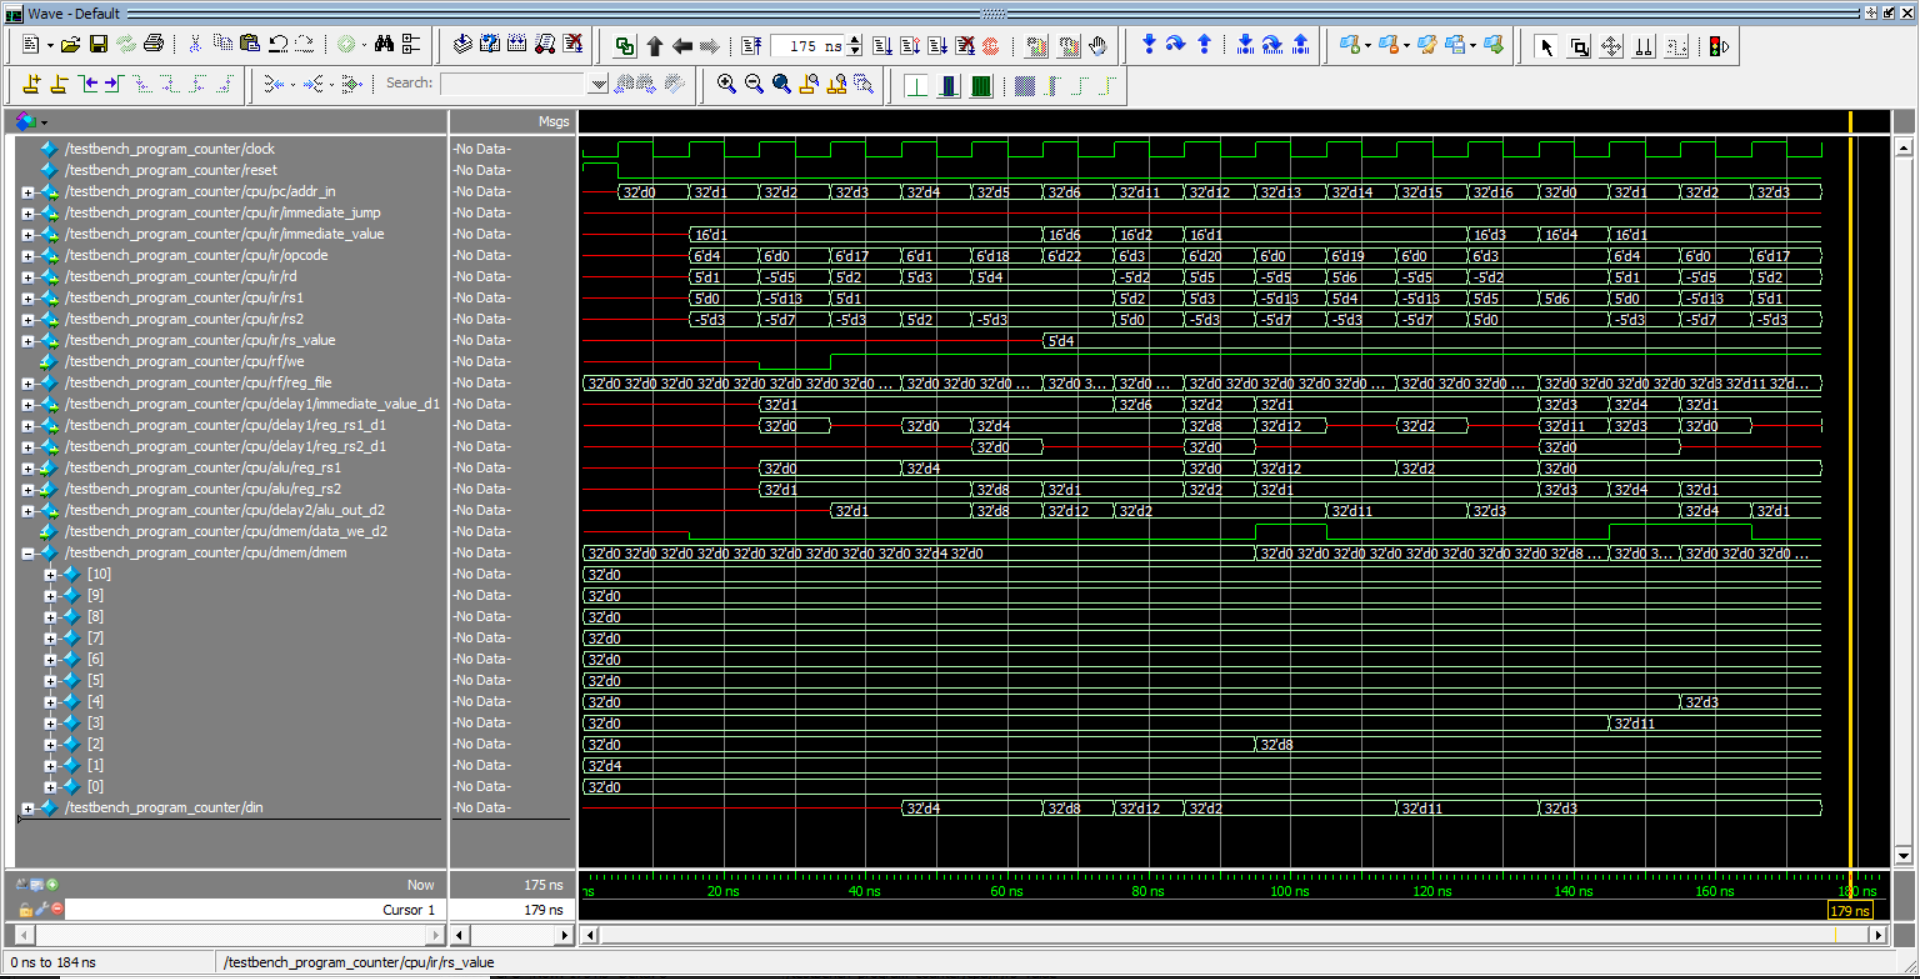 Wave - Default
175 ns
Search:
Msgs
/testbench_program_counter/clock -No Data-
/testbench_program_counter/reset -No Data-
/testbench_program_counter/cpu/pc/addr_in -No Data- 32'd0 32'd1 32'd2 32'd3 32'd4 32'd5 32'd6 32'd11 32'd12 32'd13 32'd14 32'd15 32'd16 32'd0 32'd1 32'd2 32'd3
/testbench_program_counter/cpu/ir/immediate_jump -No Data-
/testbench_program_counter/cpu/ir/immediate_value -No Data- 16'd1 16'd6 16'd2 16'd1 16'd3 16'd4 16'd1
/testbench_program_counter/cpu/ir/opcode -No Data- 6'd4 6'd0 6'd17 6'd1 6'd18 6'd22 6'd3 6'd20 6'd0 6'd19 6'd0 6'd3 6'd4 6'd0 6'd17
/testbench_program_counter/cpu/ir/rd -No Data- 5'd1 -5'd5 5'd2 5'd3 5'd4 -5'd2 5'd5 -5'd5 5'd6 -5'd5 -5'd2 5'd1 -5'd5 5'd2
/testbench_program_counter/cpu/ir/rs1 -No Data- 5'd0 -5'd13 5'd1 5'd2 5'd3 -5'd13 5'd4 -5'd13 5'd5 5'd6 5'd0 -5'd13 5'd1
/testbench_program_counter/cpu/ir/rs2 -No Data- -5'd3 -5'd7 -5'd3 5'd2 -5'd3 5'd0 -5'd3 -5'd7 -5'd3 -5'd7 5'd0 -5'd3 -5'd7 -5'd3
/testbench_program_counter/cpu/ir/rs_value -No Data- 5'd4
/testbench_program_counter/cpu/rf/we -No Data-
/testbench_program_counter/cpu/rf/reg_file -No Data- 32'd0 32'd0 32'd0 32'd0 32'd0 32'd0 32'd0 32'd0 ... 32'd0 32'd0 32'd0 ... 32'd0 3... 32'd0 ... 32'd0 32'd0 32'd0 32'd0 32'd0 ... 32'd0 32'd0 32'd0 ... 32'd0 32'd0 32'd0 32'd0 32'd3 32'd11 32'd...
/testbench_program_counter/cpu/delay1/immediate_value_d1 -No Data- 32'd1 32'd6 32'd2 32'd1 32'd3 32'd4 32'd1
/testbench_program_counter/cpu/delay1/reg_rs1_d1 -No Data- 32'd0 32'd0 32'd4 32'd8 32'd12 32'd2 32'd11 32'd3 32'd0
/testbench_program_counter/cpu/delay1/reg_rs2_d1 -No Data- 32'd0 32'd0 32'd0
/testbench_program_counter/cpu/alu/reg_rs1 -No Data- 32'd0 32'd4 32'd0 32'd12 32'd2 32'd0
/testbench_program_counter/cpu/alu/reg_rs2 -No Data- 32'd1 32'd8 32'd1 32'd2 32'd1 32'd3 32'd4 32'd1
/testbench_program_counter/cpu/delay2/alu_out_d2 -No Data- 32'd1 32'd8 32'd12 32'd2 32'd11 32'd3 32'd4 32'd1
/testbench_program_counter/cpu/dmem/data_we_d2 -No Data-
/testbench_program_counter/cpu/dmem/dmem -No Data- 32'd0 32'd0 32'd0 32'd0 32'd0 32'd0 32'd0 32'd0 32'd0 32'd4 32'd0 32'd0 32'd0 32'd0 32'd0 32'd0 32'd0 32'd0 32'd0 32'd8 ... 32'd0 3... 32'd0 32'd0 32'd0 ...
[10] -No Data- 32'd0
[9] -No Data- 32'd0
[8] -No Data- 32'd0
[7] -No Data- 32'd0
[6] -No Data- 32'd0
[5] -No Data- 32'd0
[4] -No Data- 32'd0 32'd3
[3] -No Data- 32'd0 32'd11
[2] -No Data- 32'd0 32'd8
[1] -No Data- 32'd4
[0] -No Data- 32'd0
/testbench_program_counter/din -No Data- 32'd4 32'd8 32'd12 32'd2 32'd11 32'd3
Now 175 ns ns 20 ns 40 ns 60 ns 80 ns 100 ns 120 ns 140 ns 160 ns 180 ns
Cursor 1 179 ns 179 ns
0 ns to 184 ns /testbench_program_counter/cpu/ir/rs_value